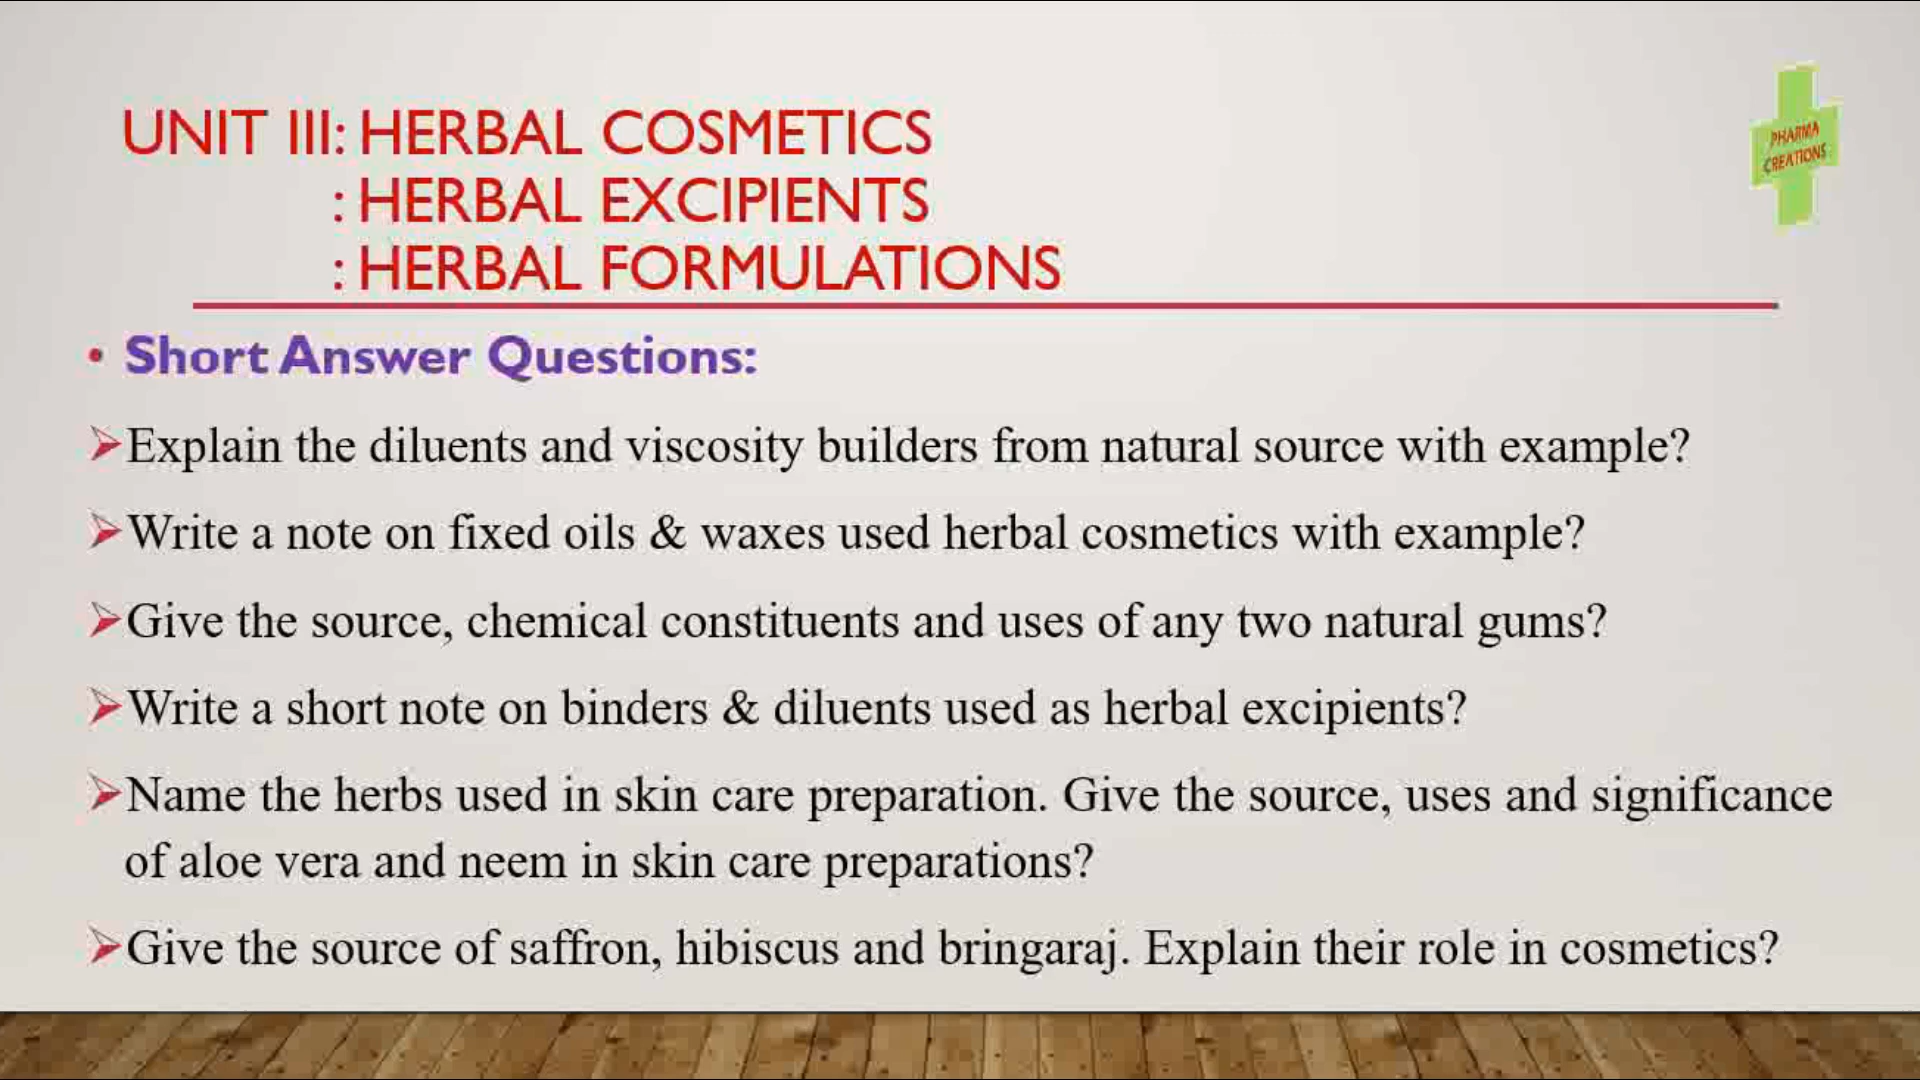 UNIT III: HERBAL COSMETICS
: HERBAL EXCIPIENTS
: HERBAL FORMULATIONS
PHARMA
CREATIONS
• Short Answer Questions:
➢Explain the diluents and viscosity builders from natural source with example?
➢Write a note on fixed oils & waxes used herbal cosmetics with example?
➢Give the source, chemical constituents and uses of any two natural gums?
➢Write a short note on binders & diluents used as herbal excipients?
➢Name the herbs used in skin care preparation. Give the source, uses and significance
of aloe vera and neem in skin care preparations?
➢Give the source of saffron, hibiscus and bringaraj. Explain their role in cosmetics?